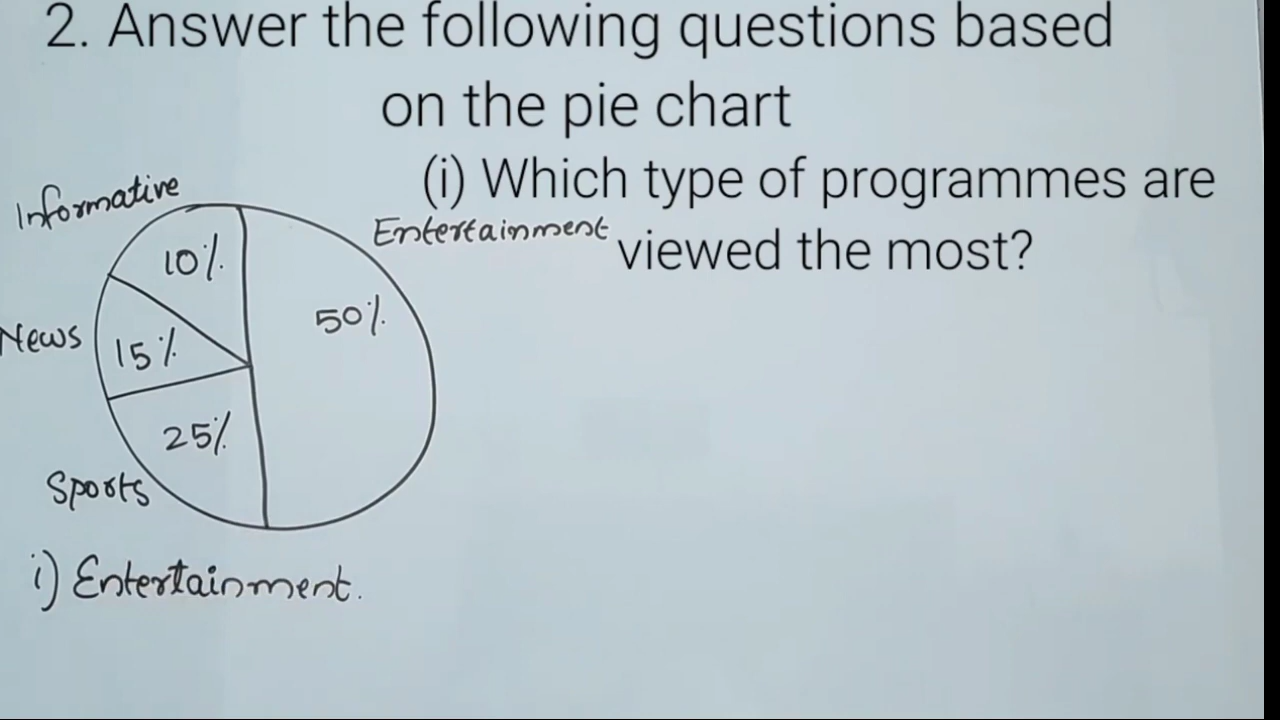 2. Answer the following questions based
on the pie chart
(i) Which type of programmes are
viewed the most?
Informative
Entertainment
10%
50%
News
15%
25%
Sports
i) Entertainment.